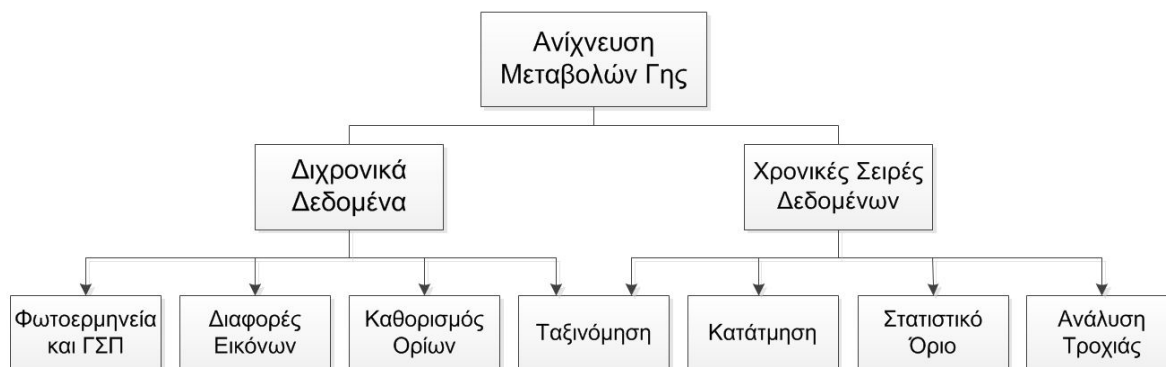 Ανίχνευση
Μεταβολών Γης
Διχρονικά
Δεδομένα
Χρονικές Σειρές
Δεδομένων
Φωτοερμηνεία
και ΓΣΠ
Διαφορές
Εικόνων
Καθορισμός
Ορίων
Ταξινόμηση
Κατάτμηση
Στατιστικό
Όριο
Ανάλυση
Τροχιάς